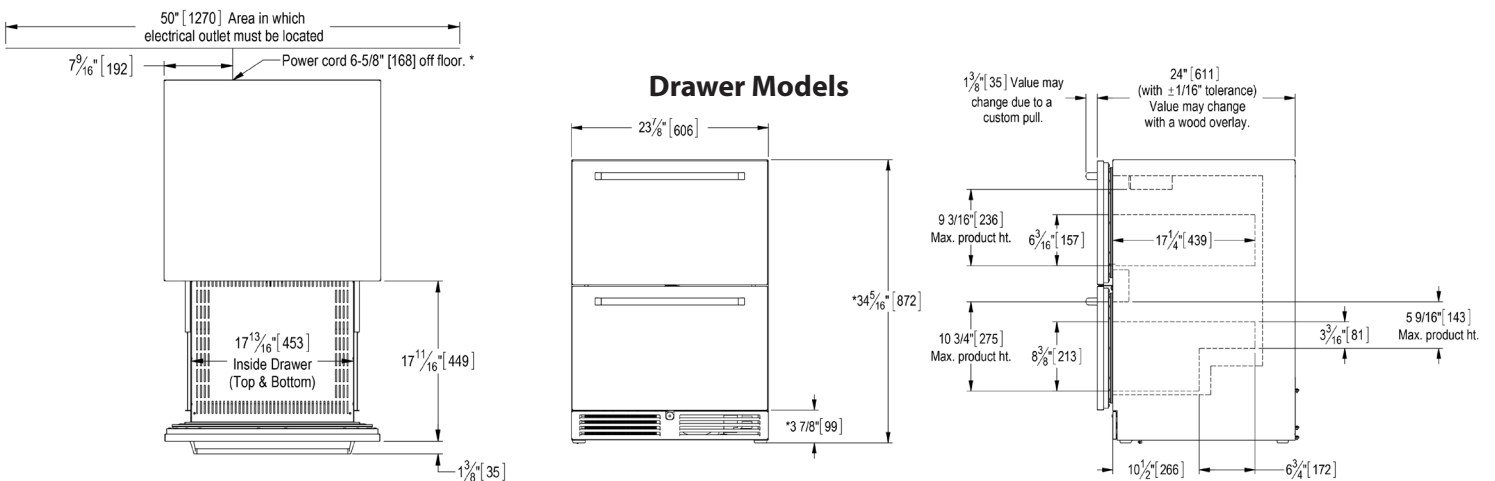 50" [1270] Area in which
electrical outlet must be located
7 9/16" [192]
Power cord 6-5/8" [168] off floor. *
17 13/16" [453]
Inside Drawer
(Top & Bottom)
17 11/16" [449]
1 3/8" [35]
Drawer Models
23 7/8" [606]
*34 5/16" [872]
*3 7/8" [99]
1 3/8" [35] Value may
change due to a
custom pull.
24" [611]
(with ±1/16" tolerance)
Value may change
with a wood overlay.
9 3/16" [236]
Max. product ht.
6 3/16" [157]
17 1/4" [439]
10 3/4" [275]
Max. product ht.
8 3/8" [213]
3 3/16" [81]
5 9/16" [143]
Max. product ht.
10 1/2" [266]
6 3/4" [172]